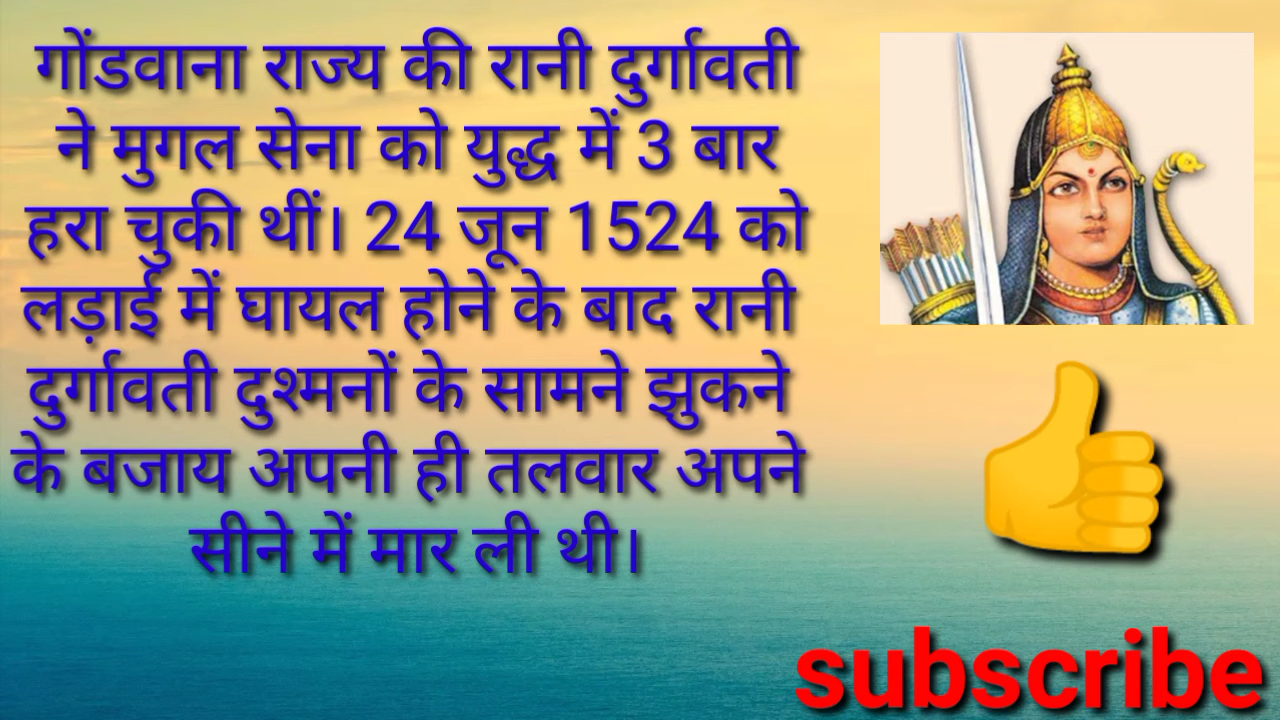 गोंडवाना राज्य की रानी दुर्गावती
ने मुगल सेना को युद्ध में 3 बार
हरा चुकी थीं। 24 जून 1524 को
लड़ाई में घायल होने के बाद रानी
दुर्गावती दुश्मनों के सामने झुकने
के बजाय अपनी ही तलवार अपने
सीने में मार ली थी।
subscribe